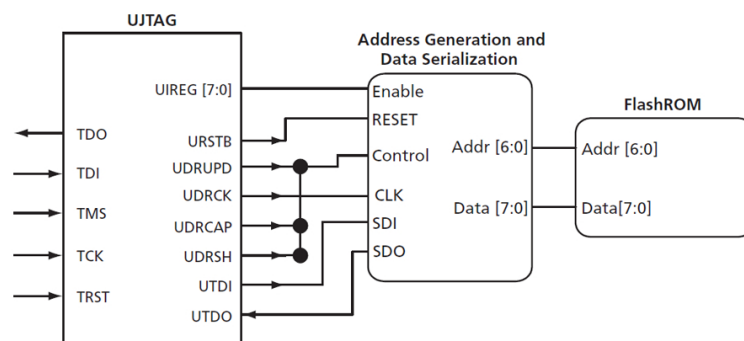 UJTAG
Address Generation and
Data Serialization
FlashROM
TDO
TDI
TMS
TCK
TRST
UIREG [7:0]
URSTB
UDRUPD
UDRCK
UDRCAP
UDRSH
UTDI
UTDO
Enable
RESET
Control
CLK
SDI
SDO
Addr [6:0]
Data [7:0]
Addr [6:0]
Data[7:0]